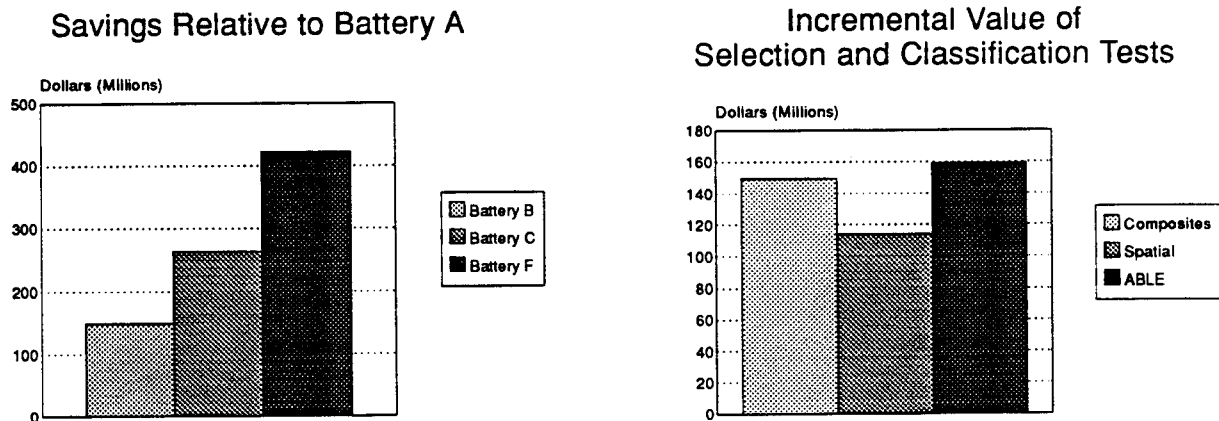 Savings Relative to Battery A
Dollars (Millions)
500
400
300
200
100
0
Battery B
Battery C
Battery F
Incremental Value of
Selection and Classification Tests
Dollars (Millions)
180
160
140
120
100
80
60
40
20
0
Composites
Spatial
ABLE